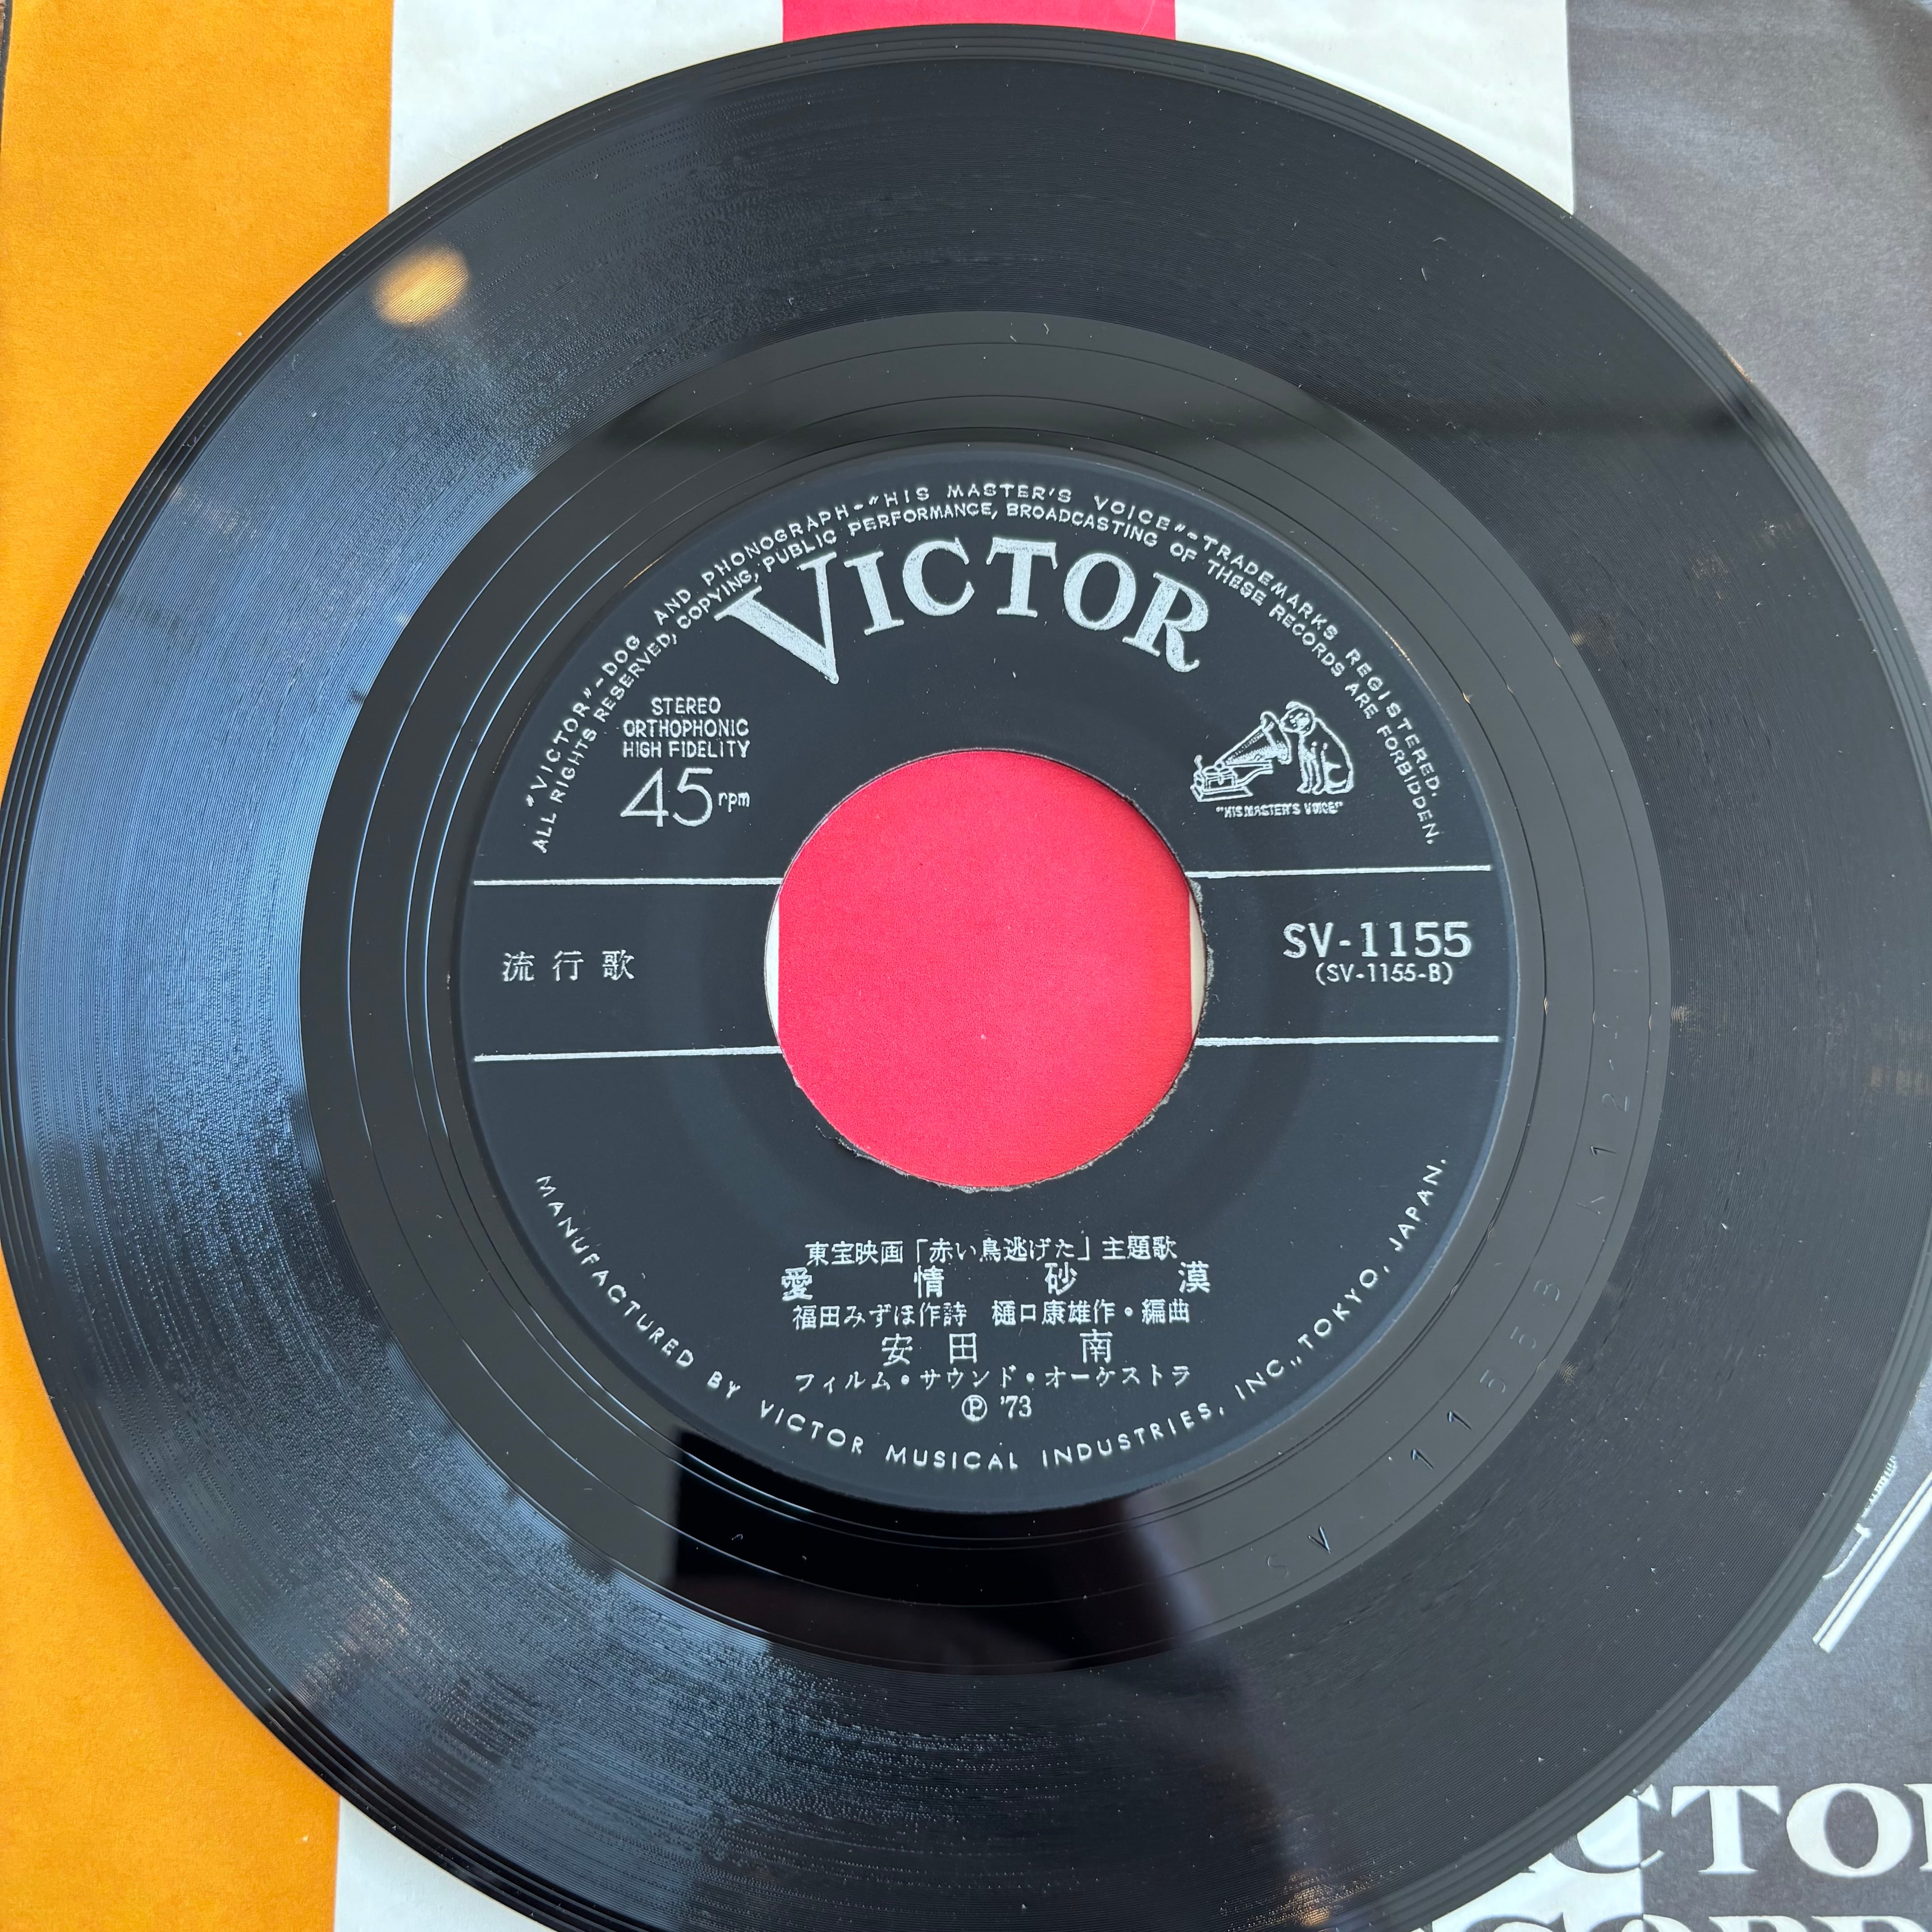 "VICTOR"-DOG AND PHONOGRAPH-"HIS MASTER'S VOICE"-TRADEMARKS REGISTERED.
ALL RIGHTS RESERVED, COPYING, PUBLIC PERFORMANCE, BROADCASTING OF THESE RECORDS ARE FORBIDDEN.
VICTOR
STEREO
ORTHOPHONIC
HIGH FIDELITY
45rpm
"HIS MASTER'S VOICE"
流行歌
SV-1155
(SV-1155-B)
東宝映画「赤い鳥逃げた」主題歌
愛情砂漠
福田みずほ作詩 樋口康雄作・編曲
安田 南
フィルム・サウンド・オーケストラ
Ⓟ '73
MANUFACTURED BY VICTOR MUSICAL INDUSTRIES, INC., TOKYO, JAPAN.
SV 1155B